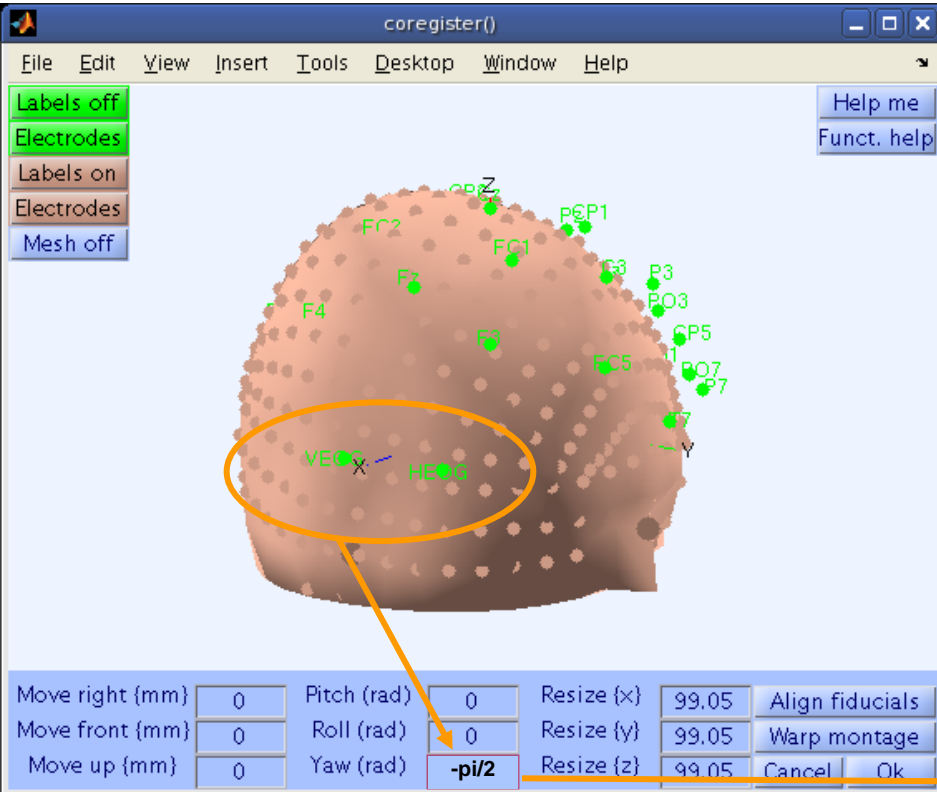 coregister()
File Edit View Insert Tools Desktop Window Help
Labels off
Help me
Electrodes
Funct. help
Labels on
Electrodes
Mesh off
Z
CP1
FC2
FC1
P3
Fz
PO3
F4
CP5
F3
FC5
PO7
P7
VEOG
X
HEOG
Y
Move right {mm} 0 Pitch (rad) 0 Resize {x} 99.05 Align fiducials
Move front {mm} 0 Roll (rad) 0 Resize {y} 99.05 Warp montage
Move up {mm} 0 Yaw (rad) -pi/2 Resize {z} 99.05 Cancel Ok